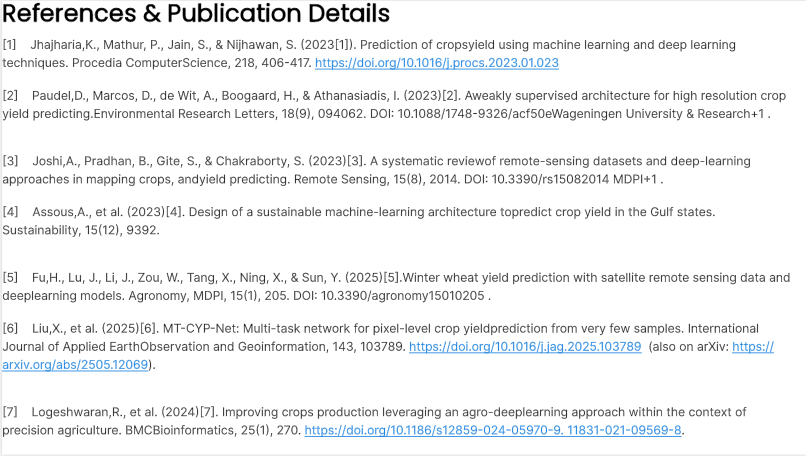 References & Publication Details
[1] Jhajharia,K., Mathur, P., Jain, S., & Nijhawan, S. (2023[1]). Prediction of cropsyield using machine learning and deep learning
techniques. Procedia ComputerScience, 218, 406-417. https://doi.org/10.1016/j.procs.2023.01.023
[2] Paudel,D., Marcos, D., de Wit, A., Boogaard, H., & Athanasiadis, I. (2023)[2]. Aweakly supervised architecture for high resolution crop
yield predicting.Environmental Research Letters, 18(9), 094062. DOI: 10.1088/1748-9326/acf50eWageningen University & Research+1 .
[3] Joshi,A., Pradhan, B., Gite, S., & Chakraborty, S. (2023)[3]. A systematic reviewof remote-sensing datasets and deep-learning
approaches in mapping crops, andyield predicting. Remote Sensing, 15(8), 2014. DOI: 10.3390/rs15082014 MDPI+1 .
[4] Assous,A., et al. (2023)[4]. Design of a sustainable machine-learning architecture topredict crop yield in the Gulf states.
Sustainability, 15(12), 9392.
[5] Fu,H., Lu, J., Li, J., Zou, W., Tang, X., Ning, X., & Sun, Y. (2025)[5].Winter wheat yield prediction with satellite remote sensing data and
deeplearning models. Agronomy, MDPI, 15(1), 205. DOI: 10.3390/agronomy15010205 .
[6] Liu,X., et al. (2025)[6]. MT-CYP-Net: Multi-task network for pixel-level crop yieldprediction from very few samples. International
Journal of Applied EarthObservation and Geoinformation, 143, 103789. https://doi.org/10.1016/j.jag.2025.103789 (also on arXiv: https://
arxiv.org/abs/2505.12069).
[7] Logeshwaran,R., et al. (2024)[7]. Improving crops production leveraging an agro-deeplearning approach within the context of
precision agriculture. BMCBioinformatics, 25(1), 270. https://doi.org/10.1186/s12859-024-05970-9. 11831-021-09569-8.